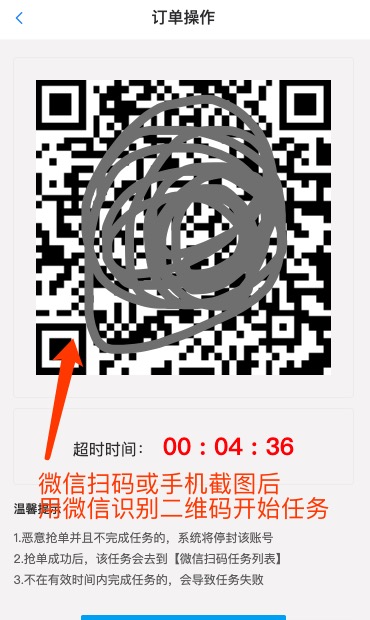 订单操作
超时时间： 00 : 04 : 36
微信扫码或手机截图后
用微信识别二维码开始任务
温馨提示
1.恶意抢单并且不完成任务的，系统将停封该账号
2.抢单成功后，该任务会去到【微信扫码任务列表】
3.不在有效时间内完成任务的，会导致任务失败